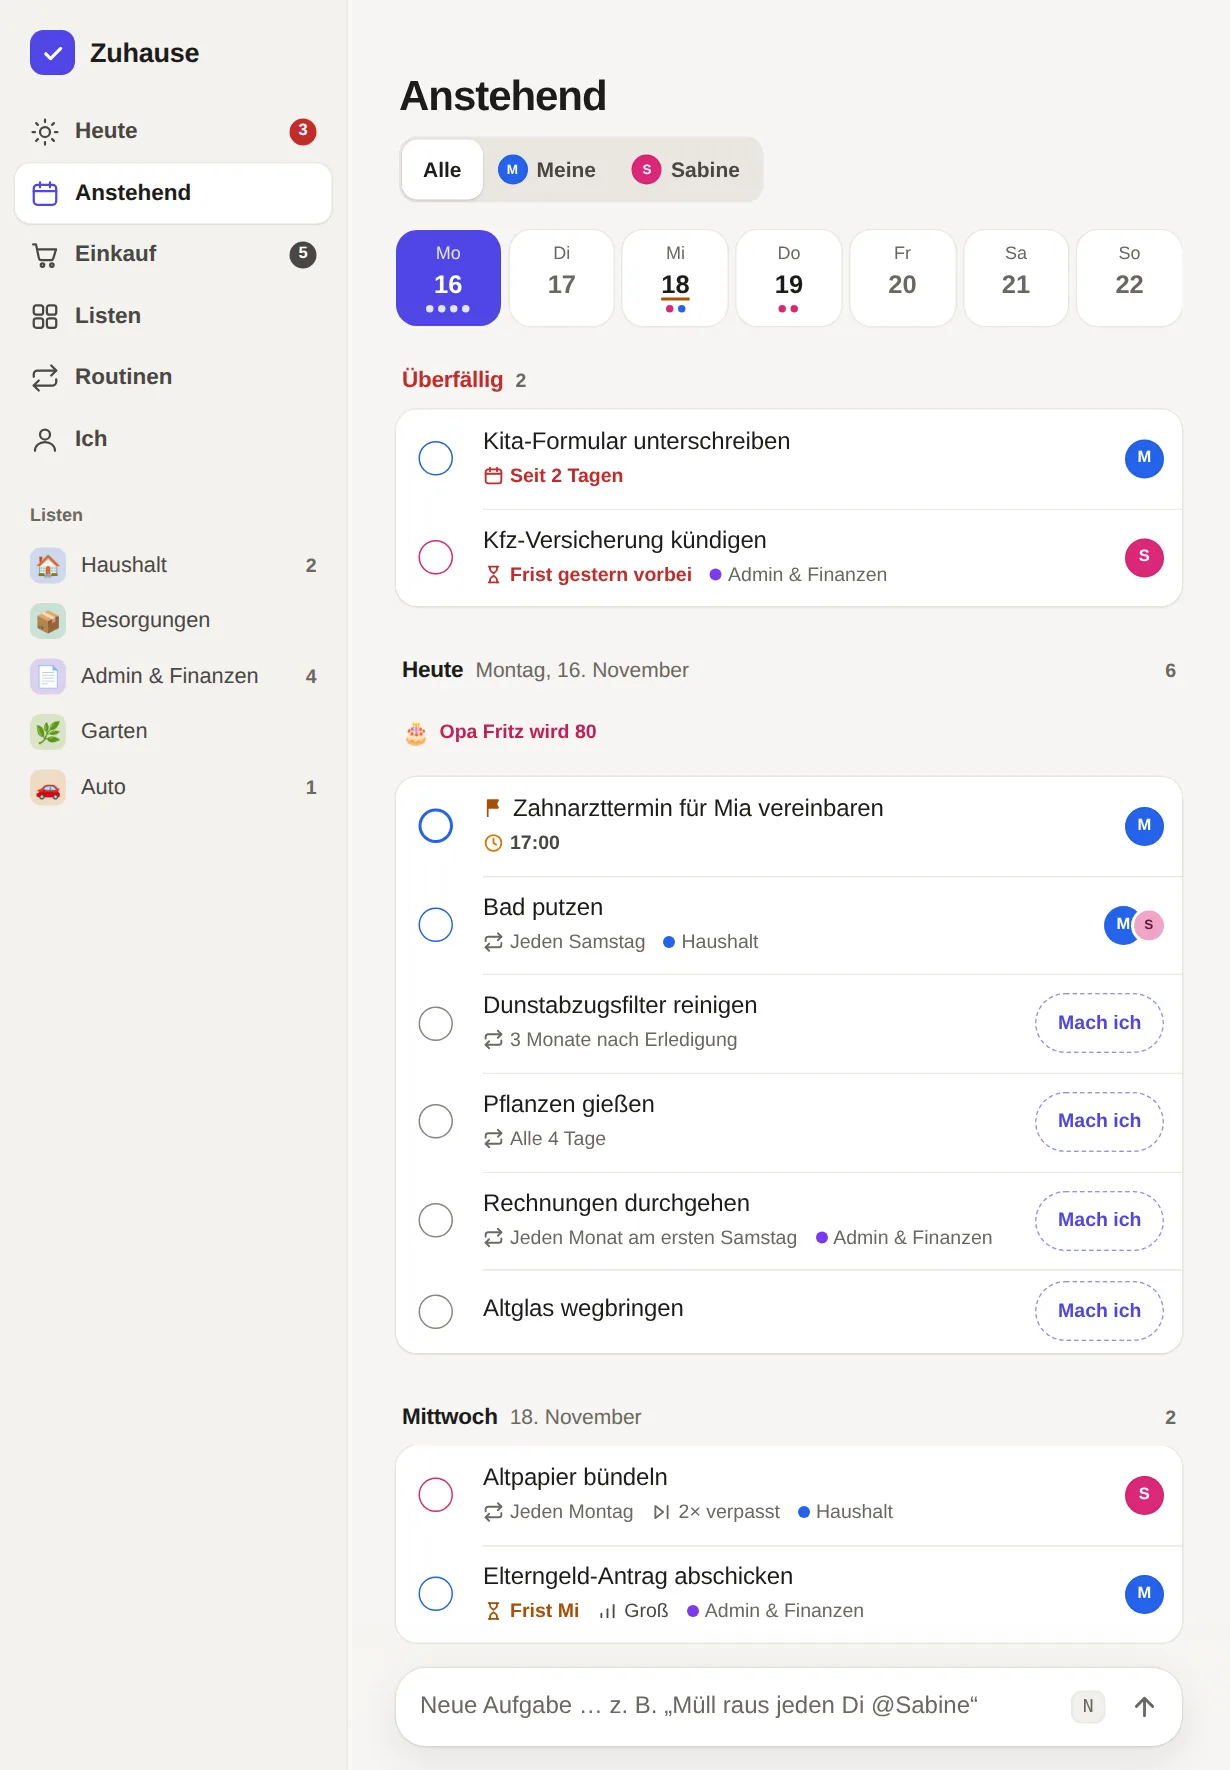 Zuhause
Heute 3
Anstehend
Einkauf 5
Listen
Routinen
Ich
Listen
Haushalt 2
Besorgungen
Admin & Finanzen 4
Garten
Auto 1
Anstehend
Alle M Meine S Sabine
Mo Di Mi Do Fr Sa So
16 17 18 19 20 21 22
Überfällig 2
Kita-Formular unterschreiben M
Seit 2 Tagen
Kfz-Versicherung kündigen S
Frist gestern vorbei Admin & Finanzen
Heute Montag, 16. November 6
Opa Fritz wird 80
Zahnarzttermin für Mia vereinbaren M
17:00
Bad putzen M S
Jeden Samstag Haushalt
Dunstabzugsfilter reinigen Mach ich
3 Monate nach Erledigung
Pflanzen gießen Mach ich
Alle 4 Tage
Rechnungen durchgehen Mach ich
Jeden Monat am ersten Samstag Admin & Finanzen
Altglas wegbringen Mach ich
Mittwoch 18. November 2
Altpapier bündeln S
Jeden Montag 2× verpasst Haushalt
Elterngeld-Antrag abschicken M
Frist Mi Groß Admin & Finanzen
Neue Aufgabe … z. B. „Müll raus jeden Di @Sabine“ N